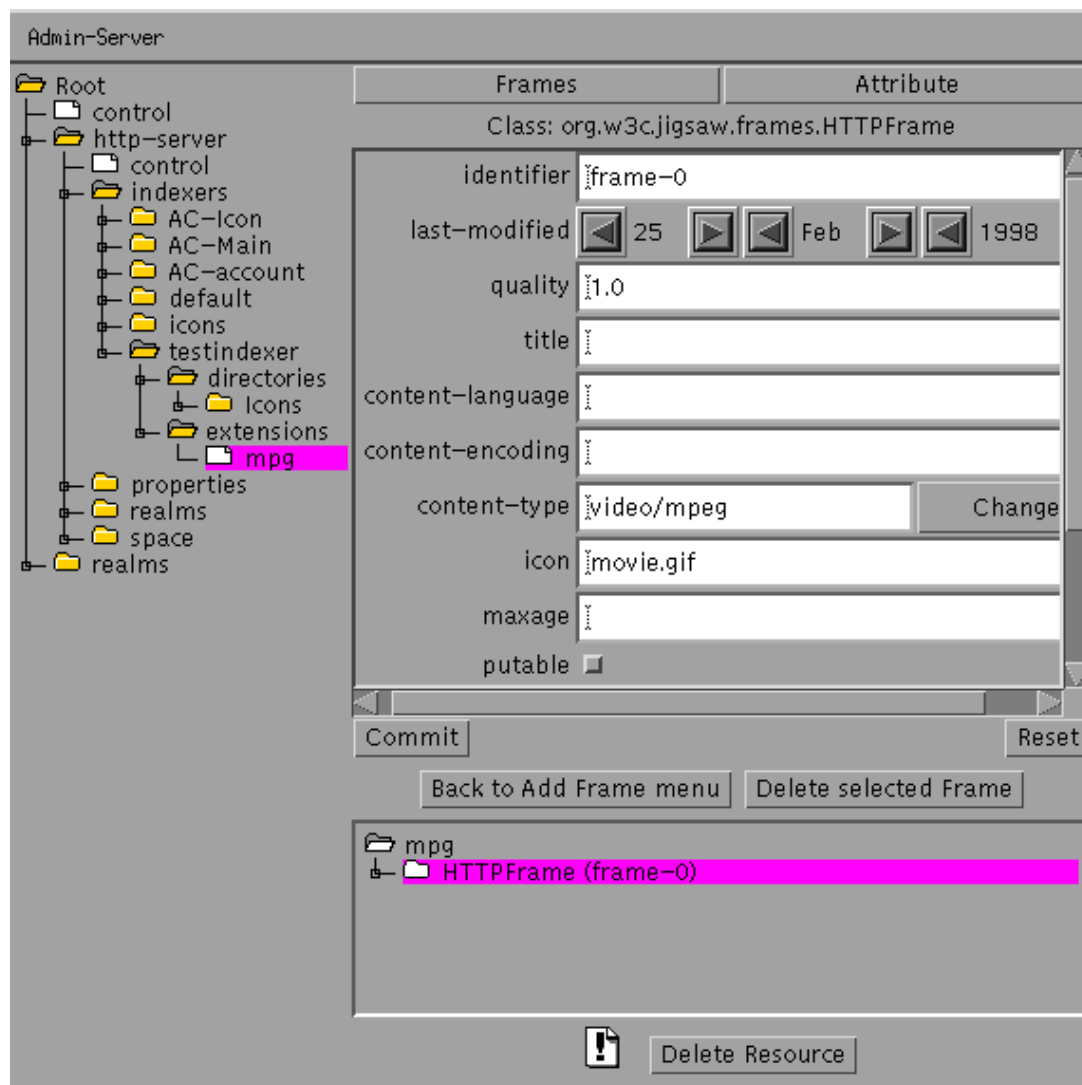 Admin-Server
Root
control
http-server
control
indexers
AC-Icon
AC-Main
AC-account
default
icons
testindexer
directories
Icons
extensions
mpg
properties
realms
space
realms
Frames Attribute
Class: org.w3c.jigsaw.frames.HTTPFrame
identifier frame-0
last-modified 25 Feb 1998
quality 1.0
title
content-language
content-encoding
content-type video/mpeg Change
icon movie.gif
maxage
putable
Commit Reset
Back to Add Frame menu Delete selected Frame
mpg
HTTPFrame (frame-0)
Delete Resource